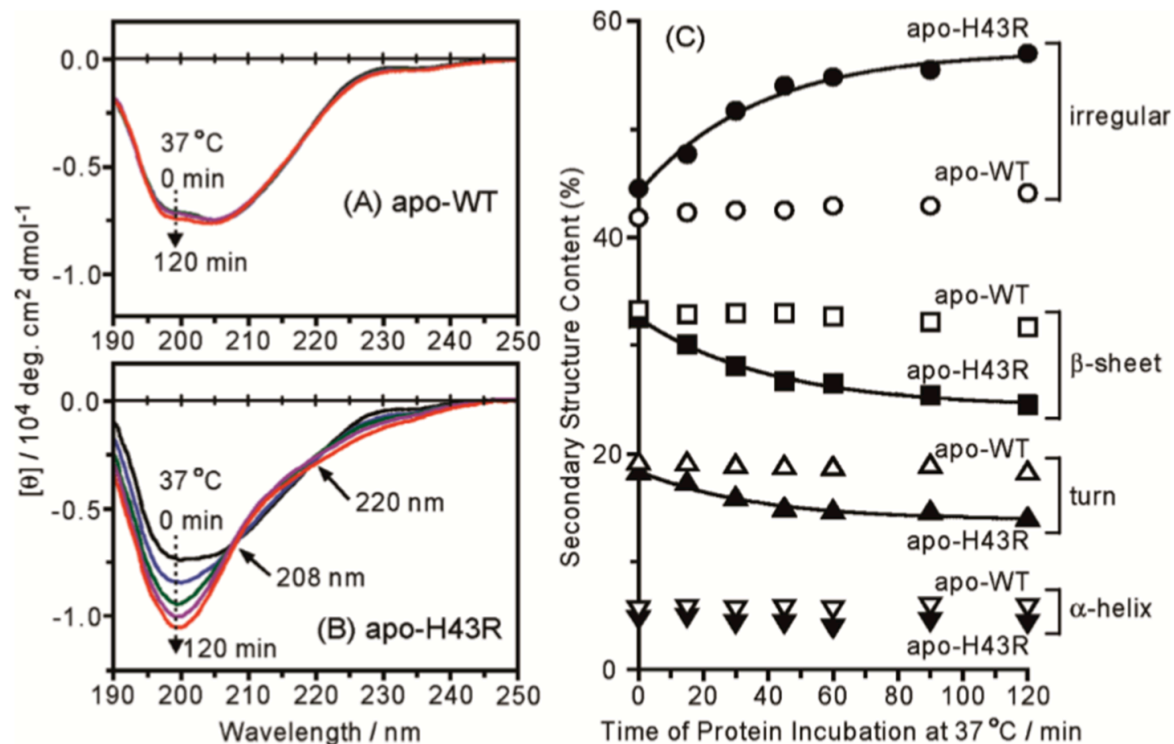 0.0
-0.5
-1.0
37 °C
0 min
120 min
(A) apo-WT
190 200 210 220 230 240 250
[θ] / 10⁴ deg. cm² dmol⁻¹
0.0
-0.5
-1.0
37 °C
0 min
120 min
220 nm
208 nm
(B) apo-H43R
190 200 210 220 230 240 250
Wavelength / nm
(C)
Secondary Structure Content (%)
60
40
20
0
apo-H43R
irregular
apo-WT
apo-WT
β-sheet
apo-H43R
apo-WT
turn
apo-H43R
apo-WT
α-helix
apo-H43R
0 20 40 60 80 100 120
Time of Protein Incubation at 37 °C / min